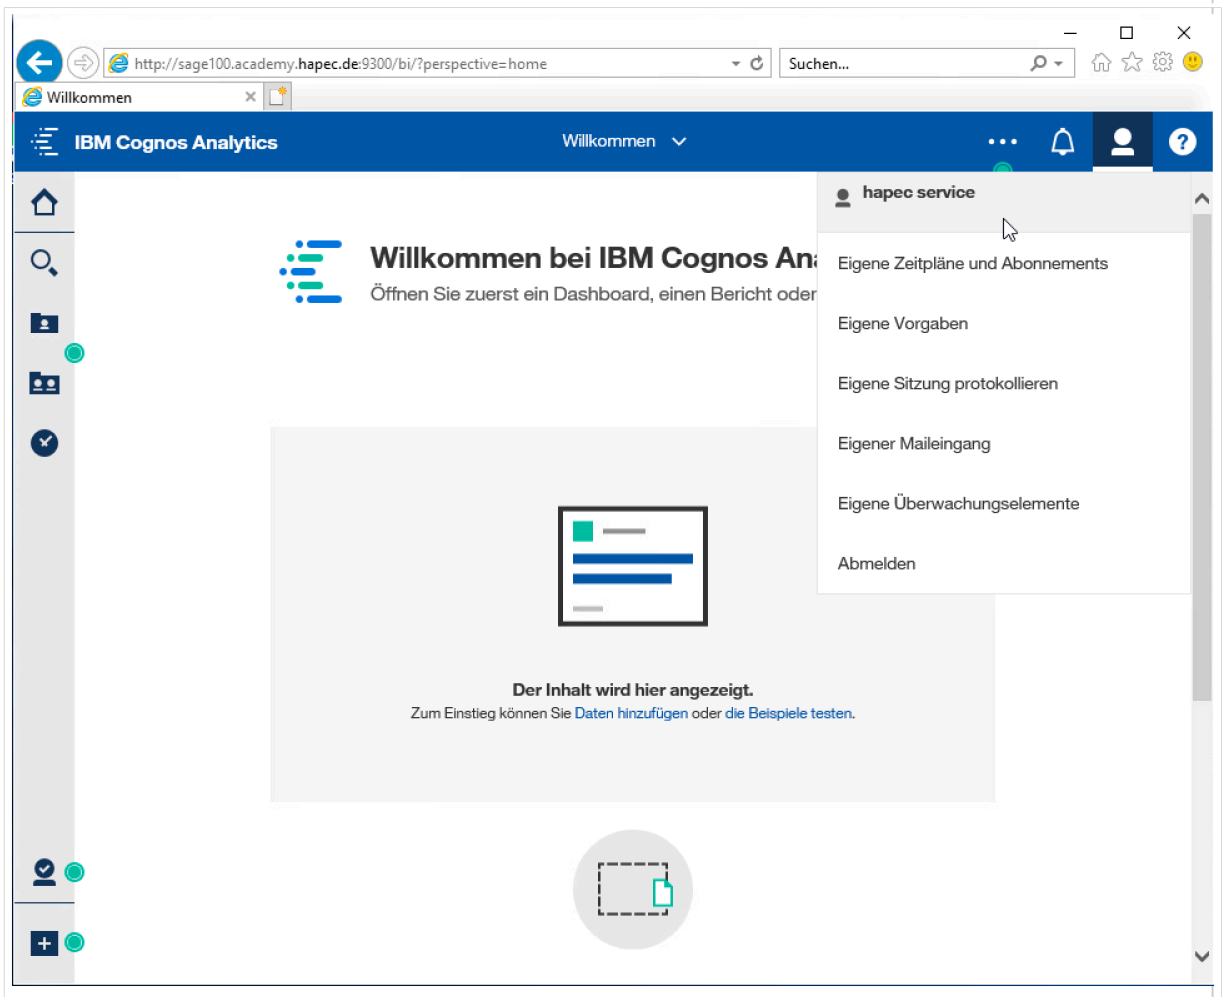 http://sage100.academy.hapec.de:9300/bi/?perspective=home
Suchen...
Willkommen
IBM Cognos Analytics
Willkommen
?
hapec service
Willkommen bei IBM Cognos Ana
Öffnen Sie zuerst ein Dashboard, einen Bericht oder
Eigene Zeitpläne und Abonnements
Eigene Vorgaben
Eigene Sitzung protokollieren
Eigener Maileingang
Eigene Überwachungselemente
Abmelden
Der Inhalt wird hier angezeigt.
Zum Einstieg können Sie Daten hinzufügen oder die Beispiele testen.